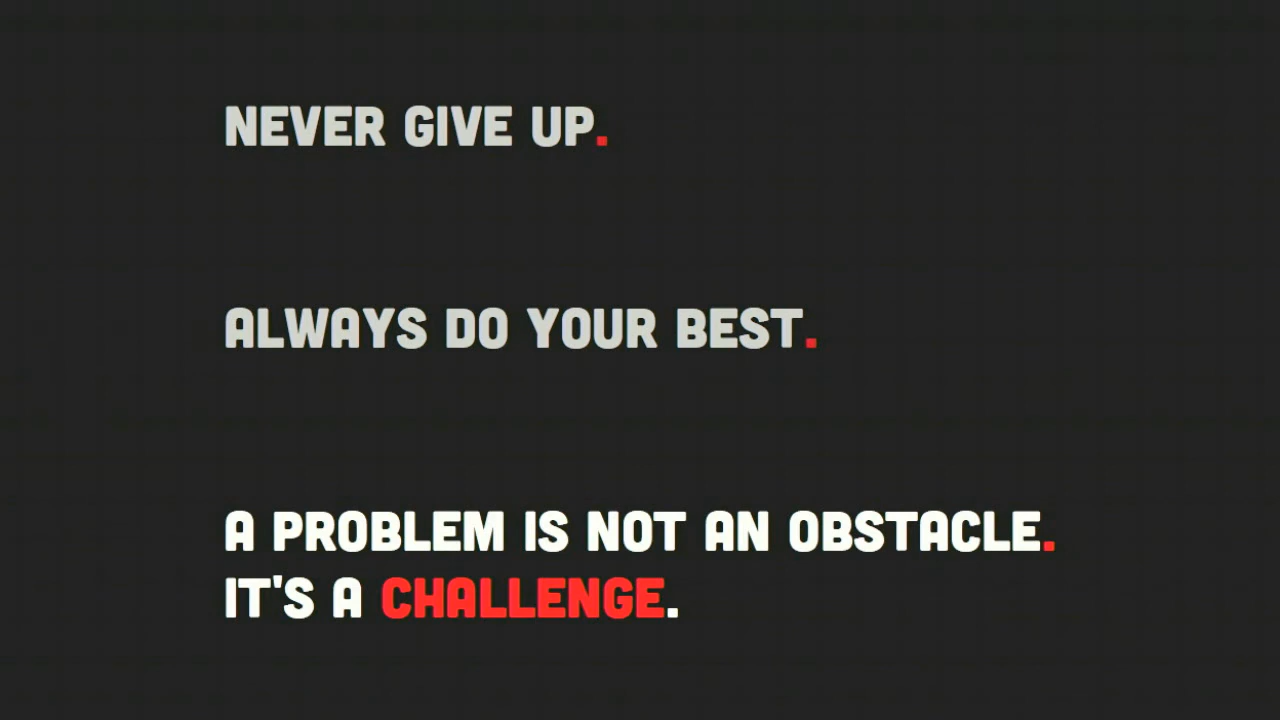 NEVER GIVE UP.
ALWAYS DO YOUR BEST.
A PROBLEM IS NOT AN OBSTACLE.
IT'S A CHALLENGE.